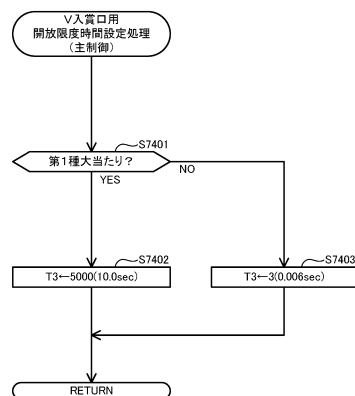 V入賞口用
開放限度時間設定処理
(主制御)
S7401
第1種大当たり?
YES
NO
S7402
T3←5000(10.0sec)
S7403
T3←3(0.006sec)
RETURN